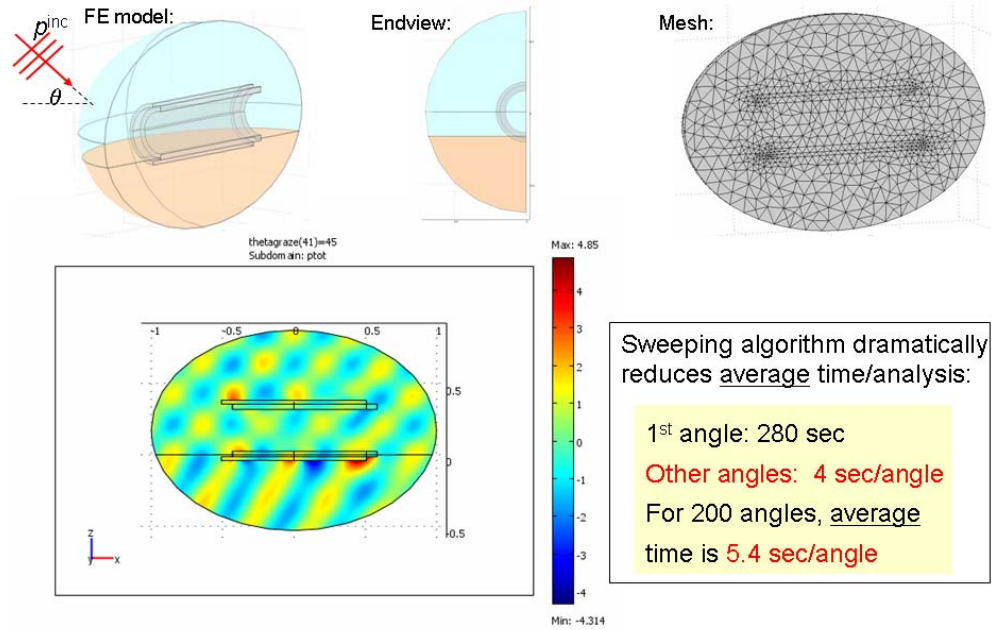 FE model:
Endview:
Mesh:
pinc
θ
thetagraze(41)=45
Subdomain: ptot
Max: 4.85
-1
-0.5
0
0.5
1
0.5
0
-0.5
z
y
x
4
3
2
1
0
-1
-2
-3
-4
Min: -4.314
Sweeping algorithm dramatically
reduces average time/analysis:
1st angle: 280 sec
Other angles: 4 sec/angle
For 200 angles, average
time is 5.4 sec/angle